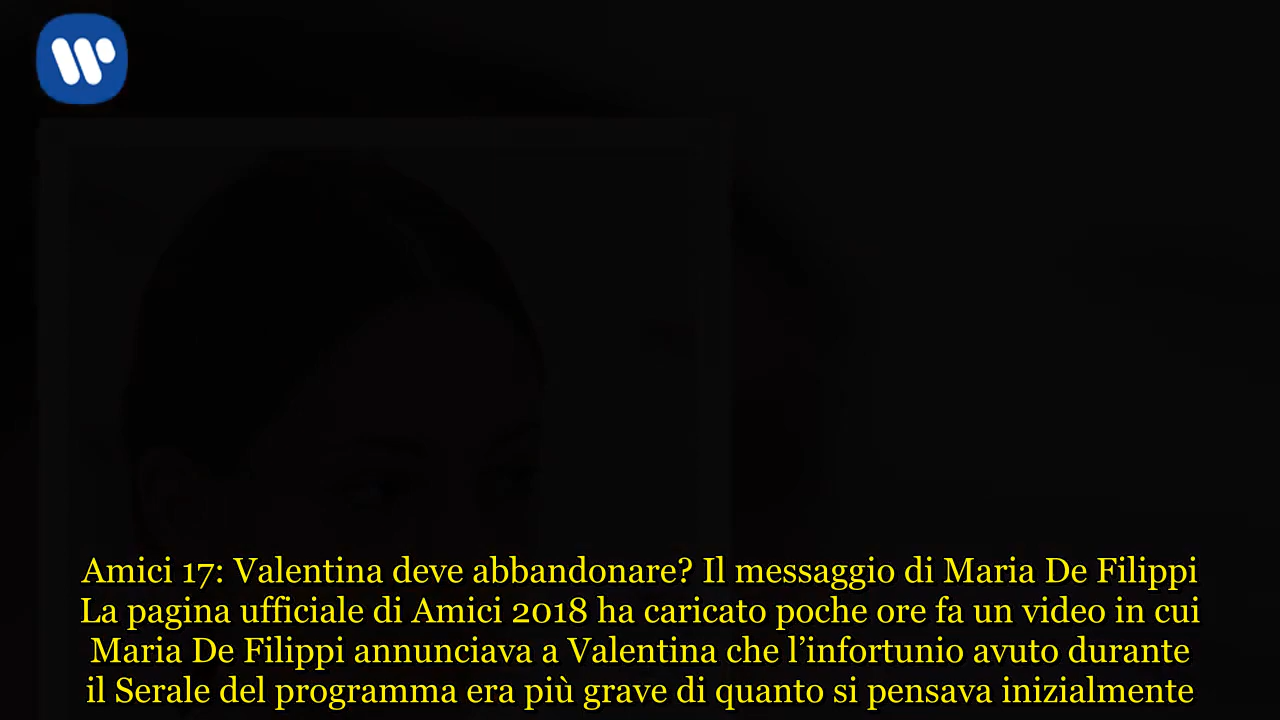 Amici 17: Valentina deve abbandonare? Il messaggio di Maria De Filippi
La pagina ufficiale di Amici 2018 ha caricato poche ore fa un video in cui
Maria De Filippi annunciava a Valentina che l’infortunio avuto durante
il Serale del programma era più grave di quanto si pensava inizialmente